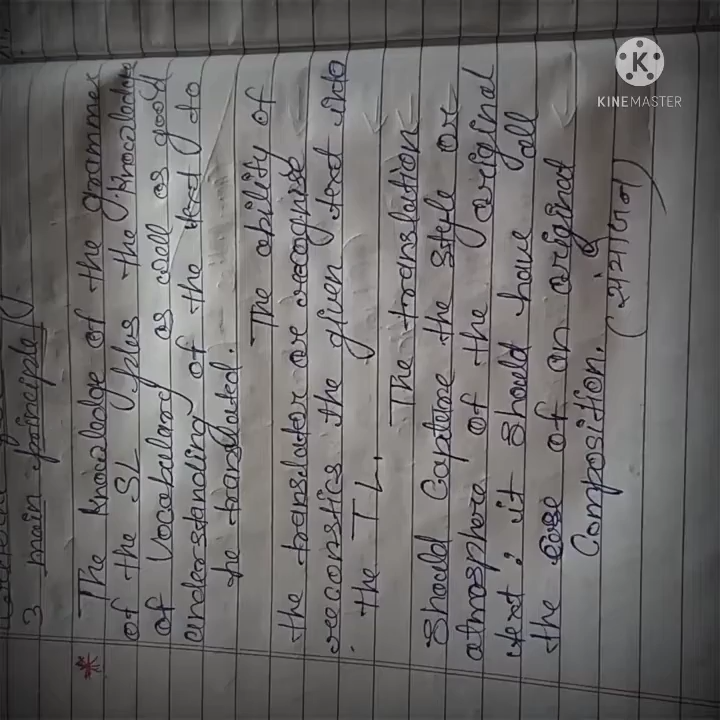 3 main principle
The knowledge of the grammer
of the SL plus the knowledge
of vocabulary as well as good
understanding of the text to
be translated.
The ability of
the translator or recognise
reconstics the given text into
the TL.
The translation
should capture the style or
atmosphere of the original
text; it should have all
the ease of an original
Composition.
KINEMASTER